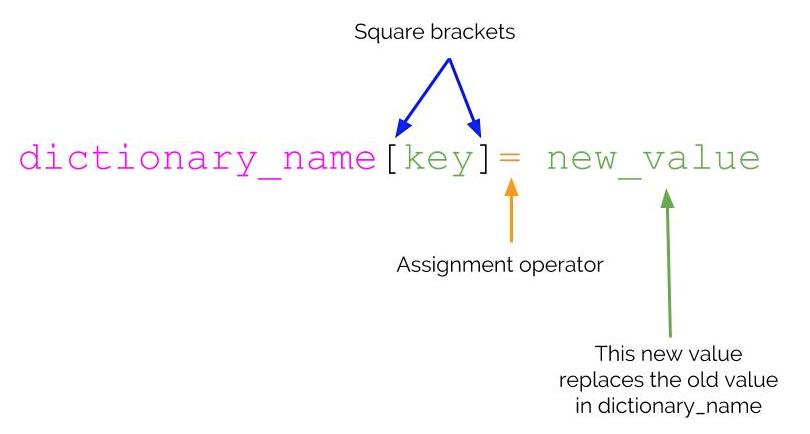 Square brackets
dictionary_name[key]= new_value
Assignment operator
This new value
replaces the old value
in dictionary_name